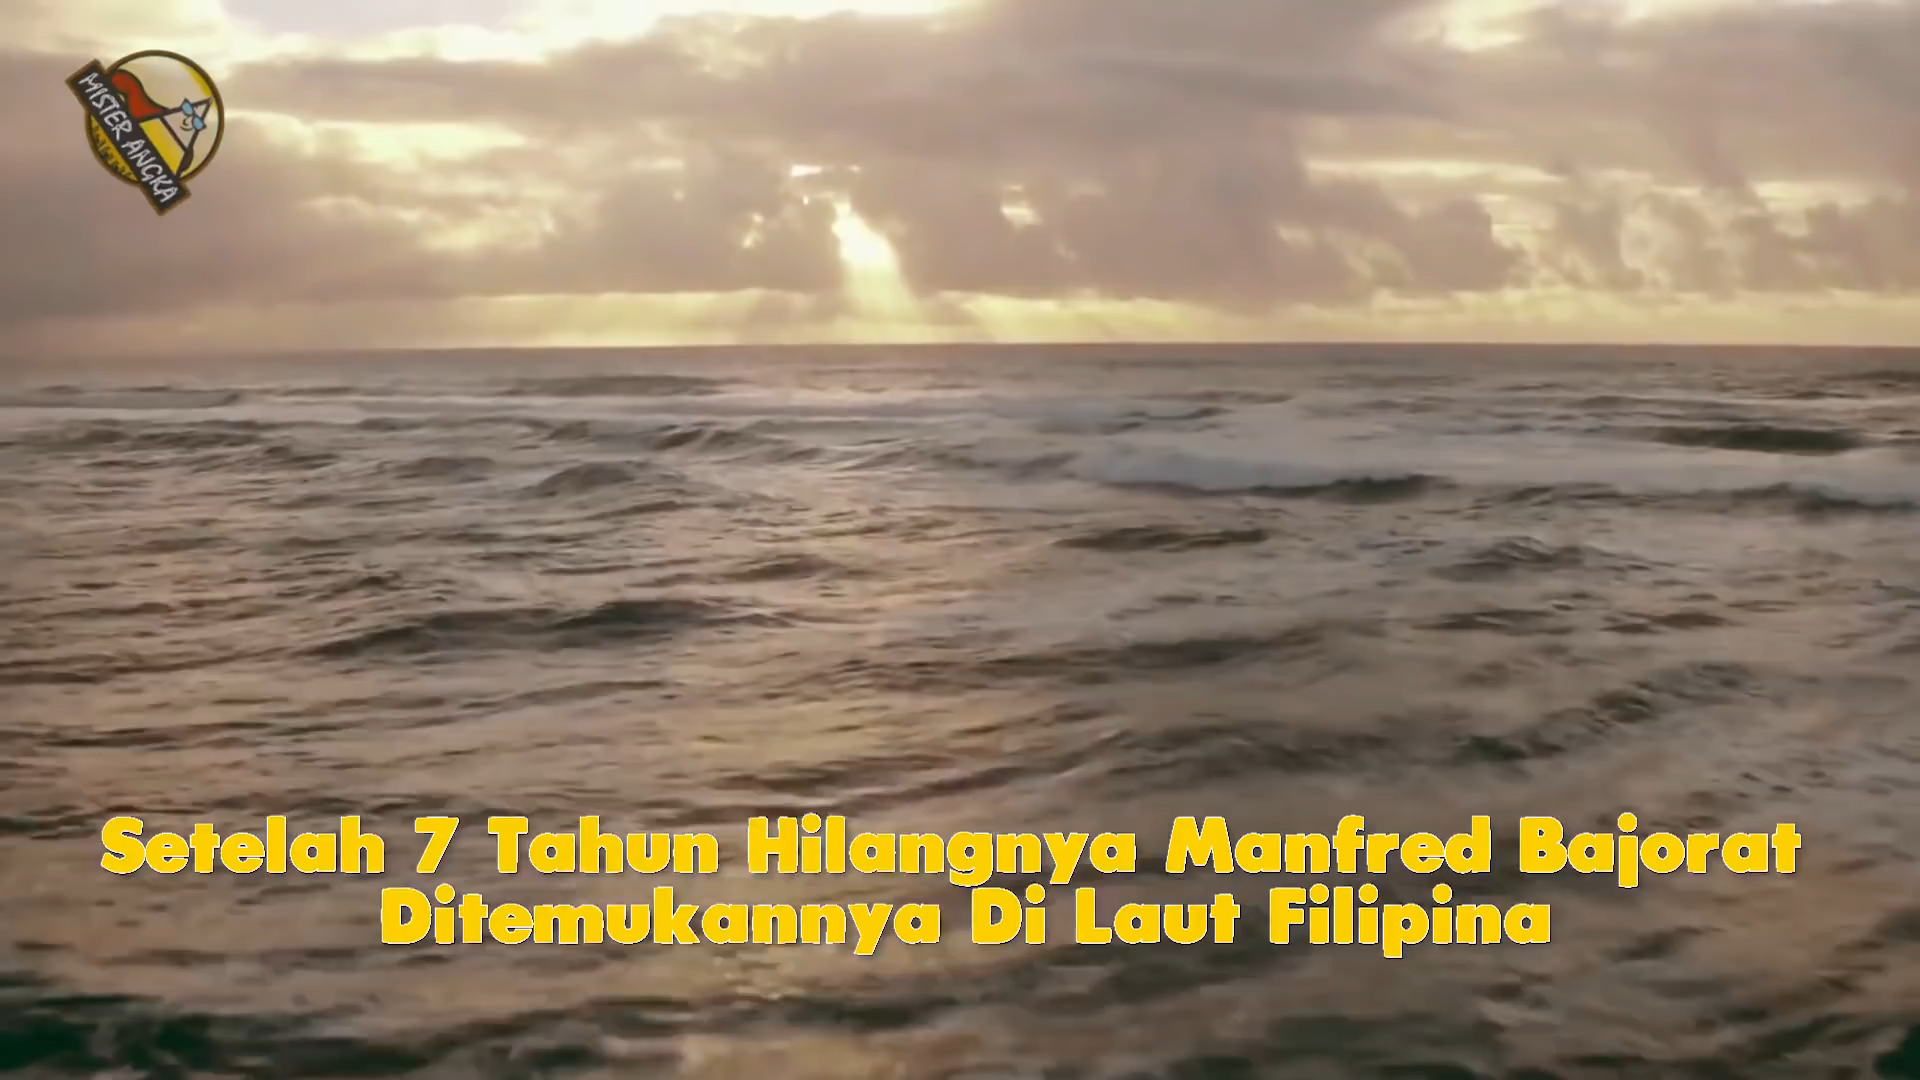 MISTER ANGKA
Setelah 7 Tahun Hilangnya Manfred Bajorat
Ditemukannya Di Laut Filipina